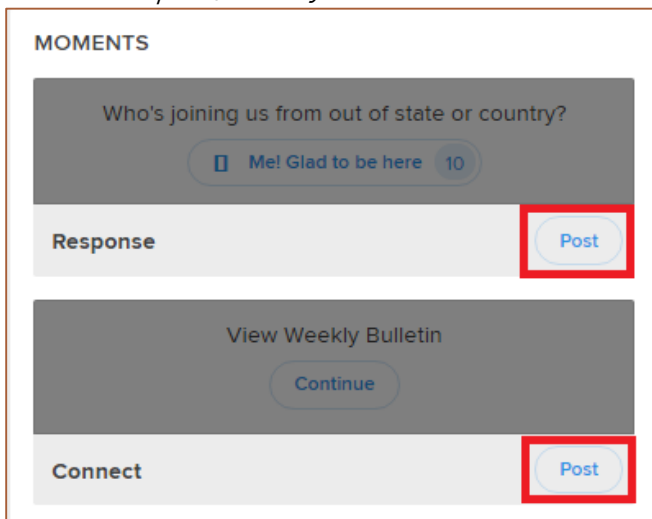 MOMENTS
Who's joining us from out of state or country?
Me! Glad to be here 10
Response Post
View Weekly Bulletin
Continue
Connect Post